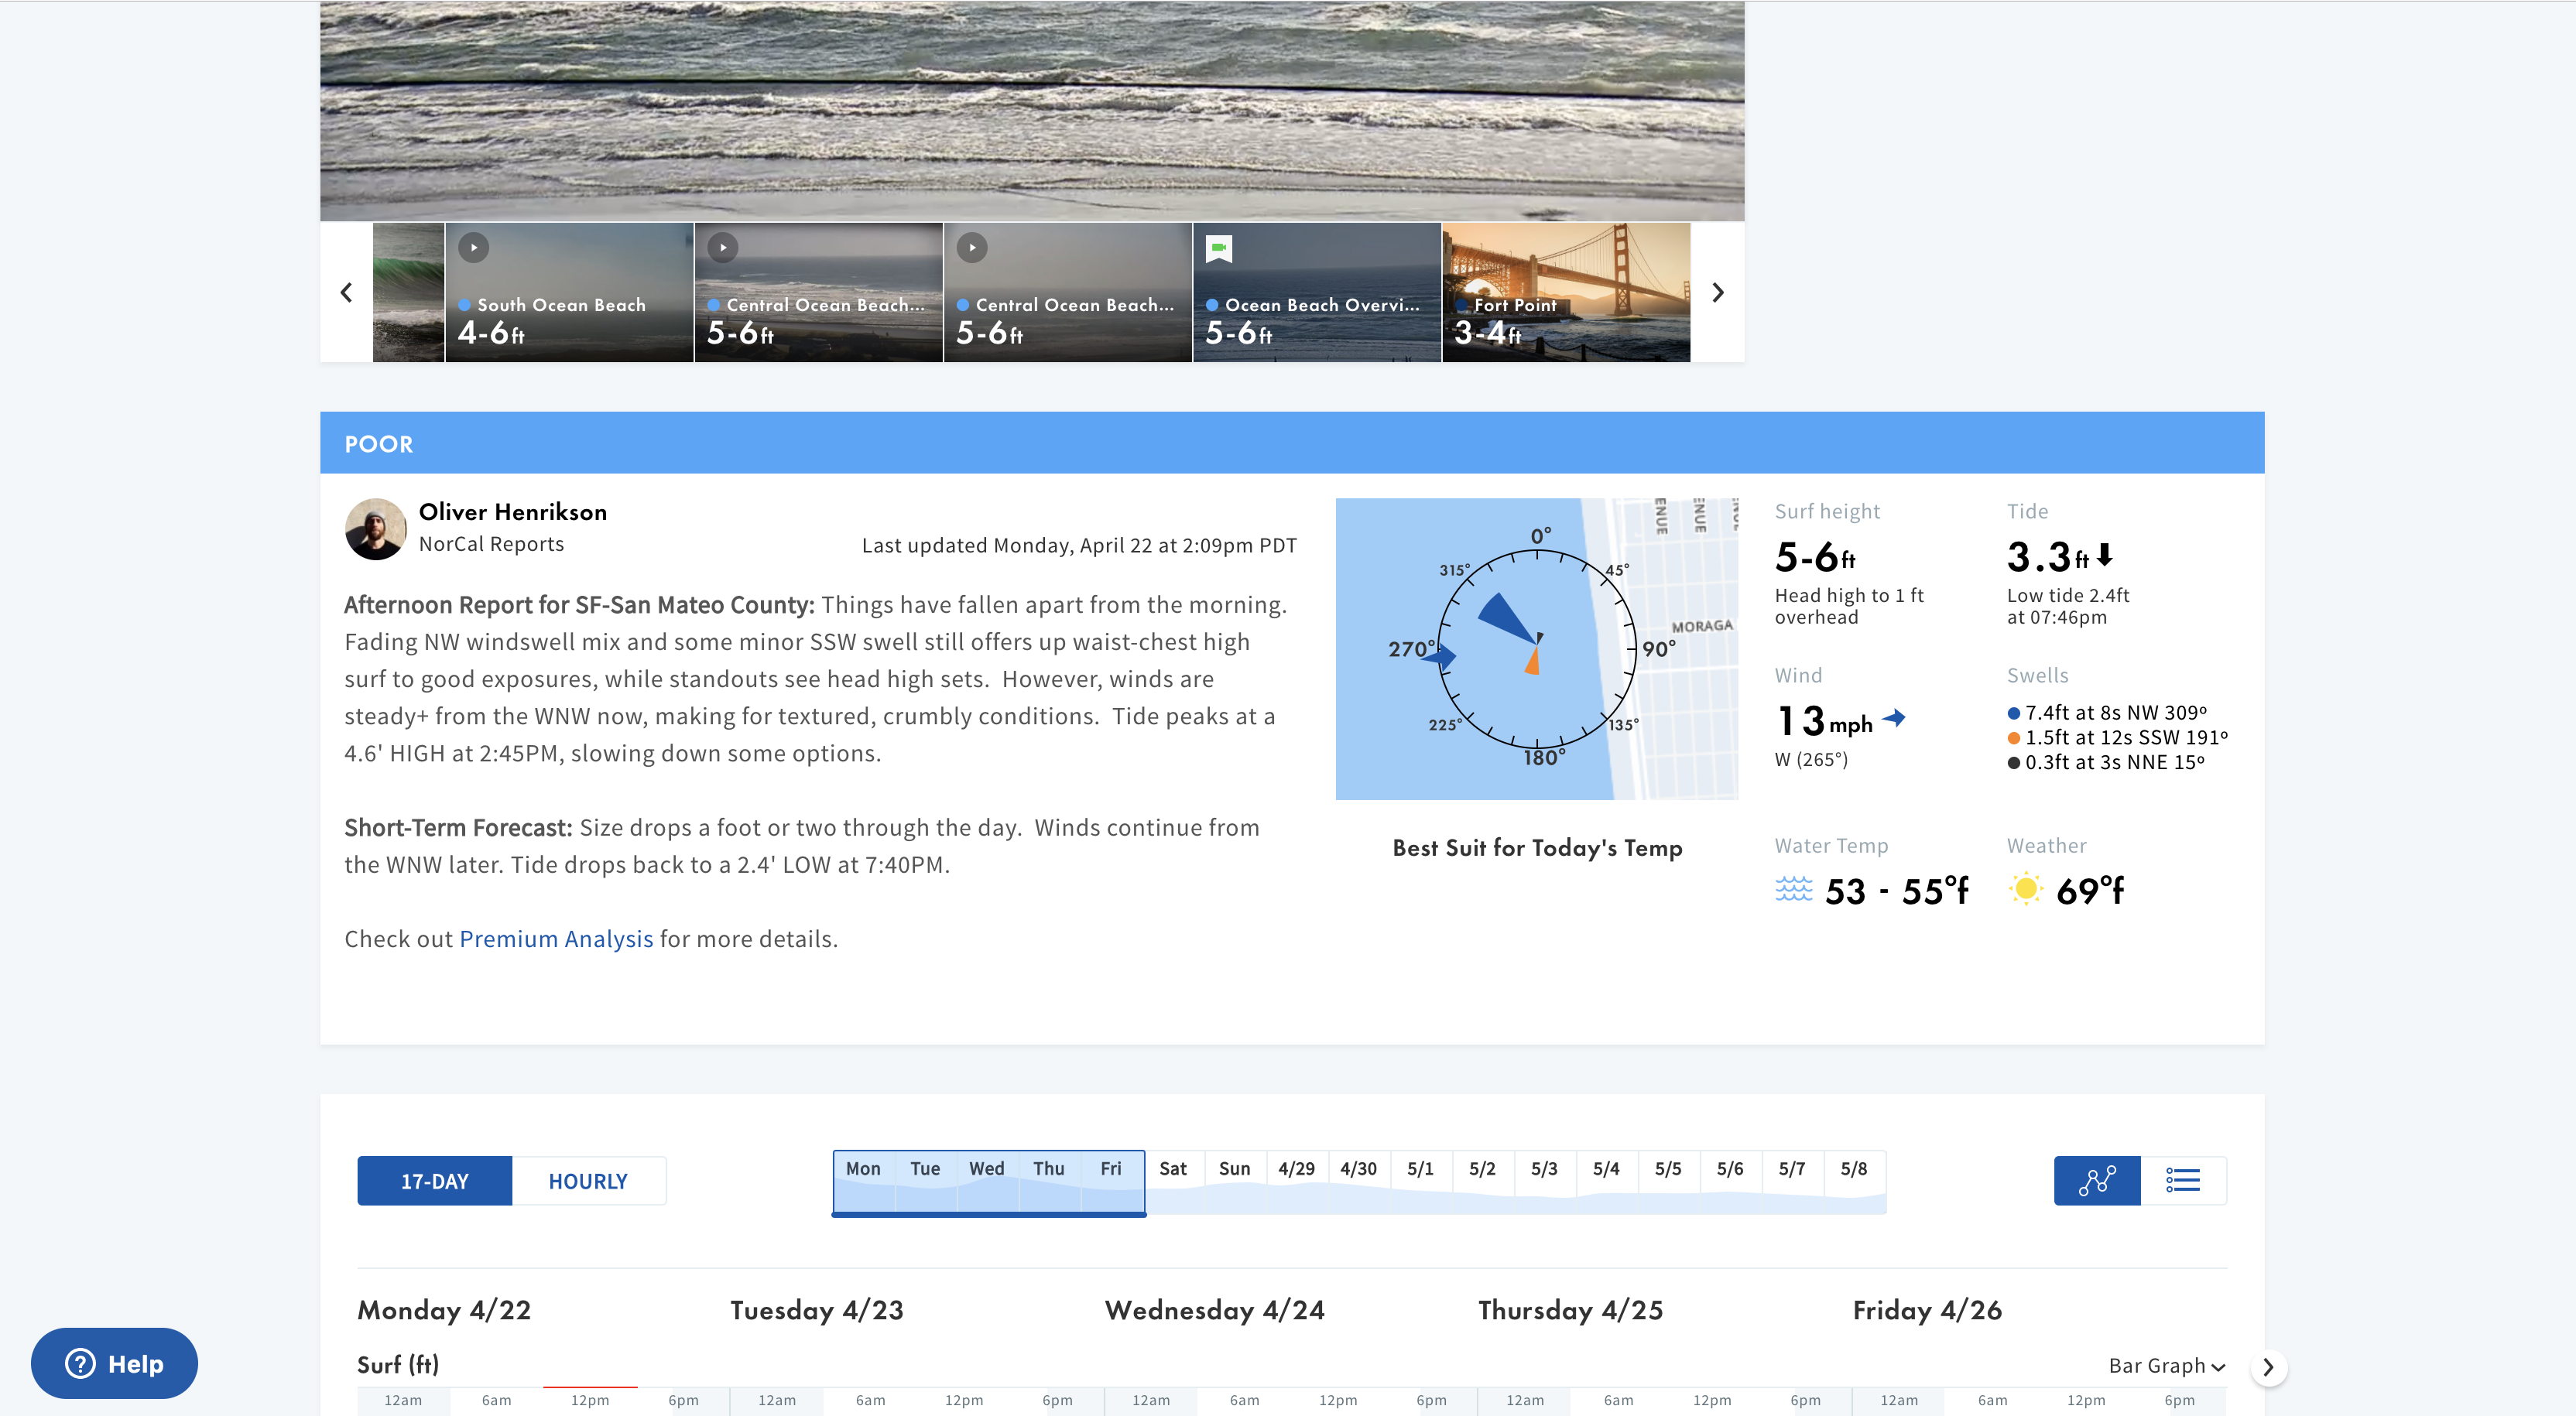 South Ocean Beach
4-6ft
Central Ocean Beach...
5-6ft
Central Ocean Beach...
5-6ft
Ocean Beach Overvi...
5-6ft
Fort Point
3-4ft
POOR
Oliver Henrikson
NorCal Reports
Last updated Monday, April 22 at 2:09pm PDT
Afternoon Report for SF-San Mateo County: Things have fallen apart from the morning.
Fading NW windswell mix and some minor SSW swell still offers up waist-chest high
surf to good exposures, while standouts see head high sets.  However, winds are
steady+ from the WNW now, making for textured, crumbly conditions.  Tide peaks at a
4.6' HIGH at 2:45PM, slowing down some options.
Short-Term Forecast: Size drops a foot or two through the day.  Winds continue from
the WNW later. Tide drops back to a 2.4' LOW at 7:40PM.
Check out Premium Analysis for more details.
ENUE
ENUE
MORAGA
0°
45°
90°
135°
180°
225°
270°
315°
Best Suit for Today's Temp
Surf height
5-6ft
Head high to 1 ft
overhead
Tide
3.3ft
Low tide 2.4ft
at 07:46pm
Wind
13mph
W (265°)
Swells
7.4ft at 8s NW 309º
1.5ft at 12s SSW 191º
0.3ft at 3s NNE 15º
Water Temp
53 - 55°f
Weather
69°f
17-DAY
HOURLY
Mon Tue Wed Thu Fri Sat Sun 4/29 4/30 5/1 5/2 5/3 5/4 5/5 5/6 5/7 5/8
Monday 4/22
Tuesday 4/23
Wednesday 4/24
Thursday 4/25
Friday 4/26
Surf (ft)
Bar Graph
12am 6am 12pm 6pm 12am 6am 12pm 6pm 12am 6am 12pm 6pm 12am 6am 12pm 6pm 12am 6am 12pm 6pm
? Help